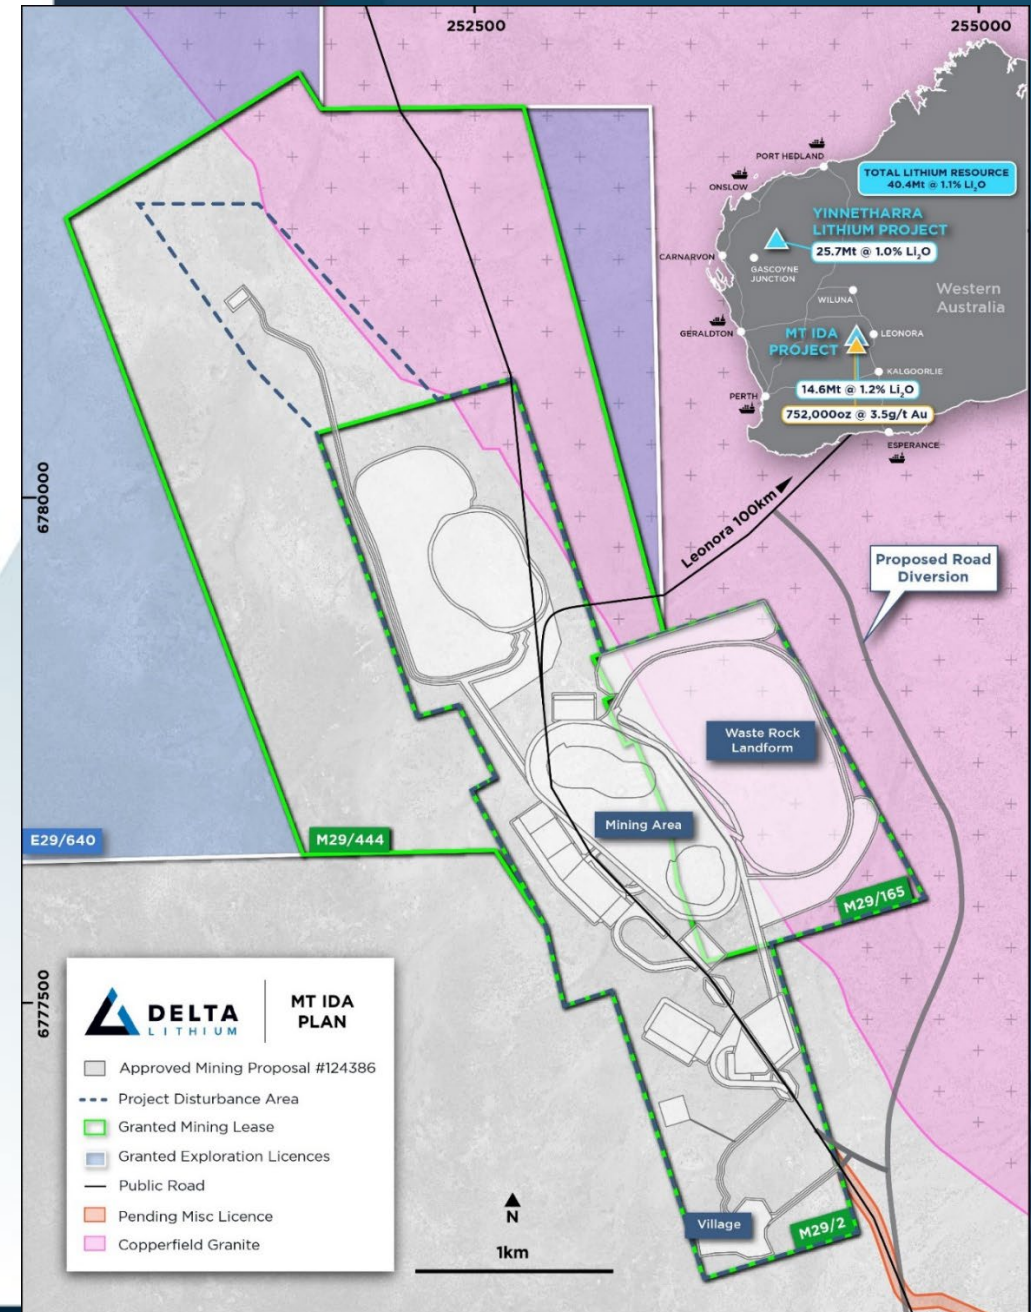 252500
255000
PORT HEDLAND
ONSLOW
TOTAL LITHIUM RESOURCE
40.4Mt @ 1.1% Li₂O
YINNETHARRA
LITHIUM PROJECT
25.7Mt @ 1.0% Li₂O
CARNARVON
GASCOYNE
JUNCTION
WILUNA
Western
Australia
GERALDTON
MT IDA
PROJECT
LEONORA
KALGOORLIE
14.6Mt @ 1.2% Li₂O
PERTH
752,000oz @ 3.5g/t Au
ESPERANCE
6780000
Leonora 100km
Proposed Road
Diversion
Waste Rock
Landform
Mining Area
E29/640
M29/444
M29/165
6777500
DELTA
LITHIUM
MT IDA
PLAN
Approved Mining Proposal #124386
Project Disturbance Area
Granted Mining Lease
Granted Exploration Licences
Public Road
Pending Misc Licence
Copperfield Granite
N
1km
Village
M29/2